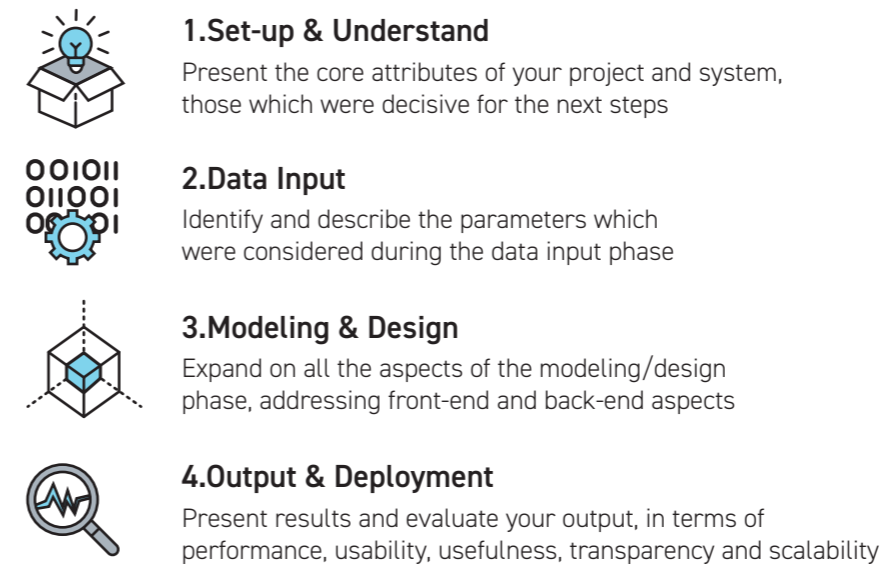 1.Set-up & Understand
Present the core attributes of your project and system,
those which were decisive for the next steps
001011
011001
2.Data Input
Identify and describe the parameters which
were considered during the data input phase
3.Modeling & Design
Expand on all the aspects of the modeling/design
phase, addressing front-end and back-end aspects
4.Output & Deployment
Present results and evaluate your output, in terms of
performance, usability, usefulness, transparency and scalability